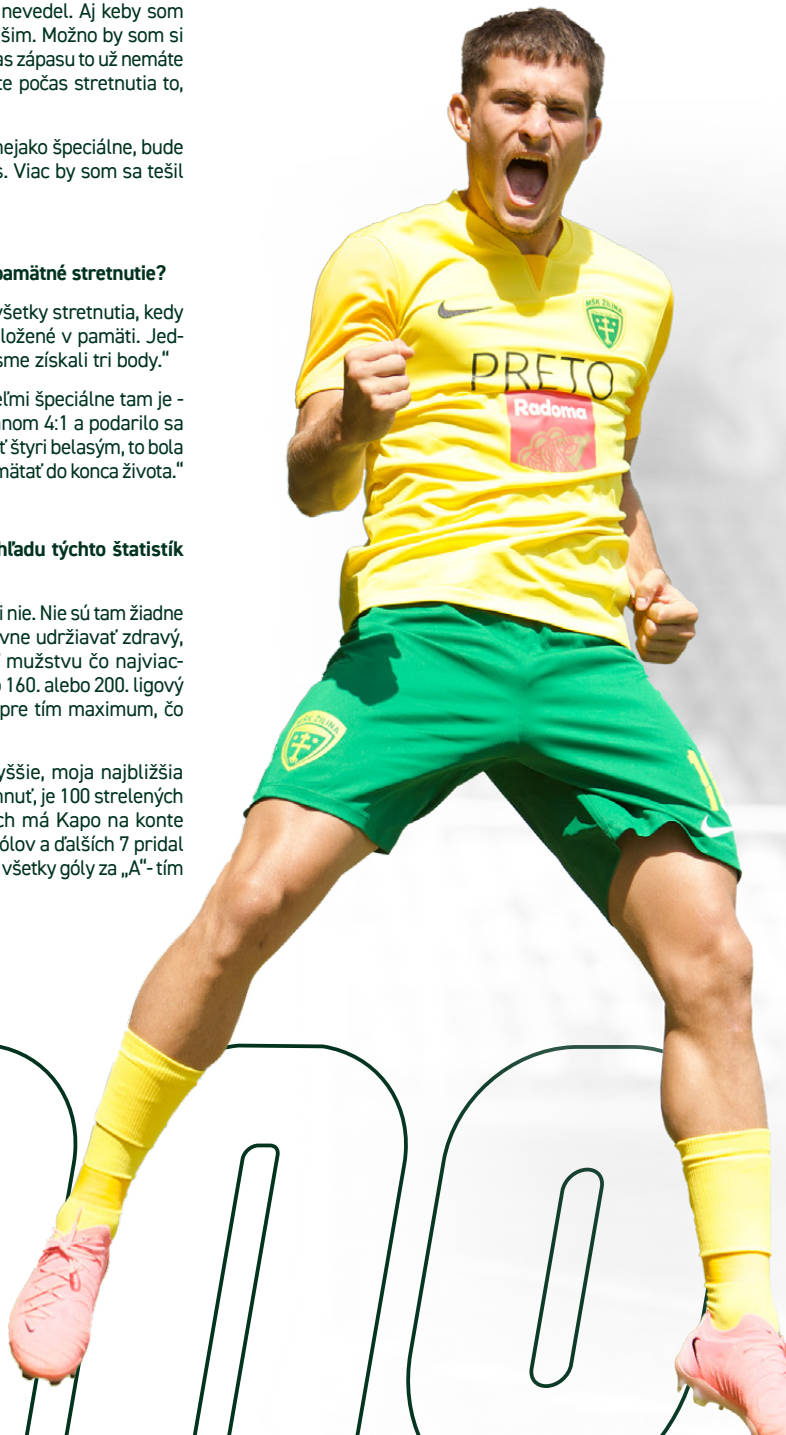 nevedel. Aj keby som
šim. Možno by som si
as zápasu to už nemáte
te počas stretnutia to,
nejako špeciálne, bude
s. Viac by som sa tešil
pamätné stretnutie?
všetky stretnutia, kedy
ložené v pamäti. Jed-
sme získali tri body.“
eľmi špeciálne tam je -
nom 4:1 a podarilo sa
ť štyri belasým, to bola
mätať do konca života.“
hľadu týchto štatistík
i nie. Nie sú tam žiadne
vne udržiavať zdravý,
mužstvu čo najviac-
o 160. alebo 200. ligový
pre tím maximum, čo
yššie, moja najbližšia
hnuť, je 100 strelených
ch má Kapo na konte
ólov a ďalších 7 pridal
všetky góly za „A“- tím
MŠK ŽILINA
PRETO
Radoma
MŠK ŽILINA
00